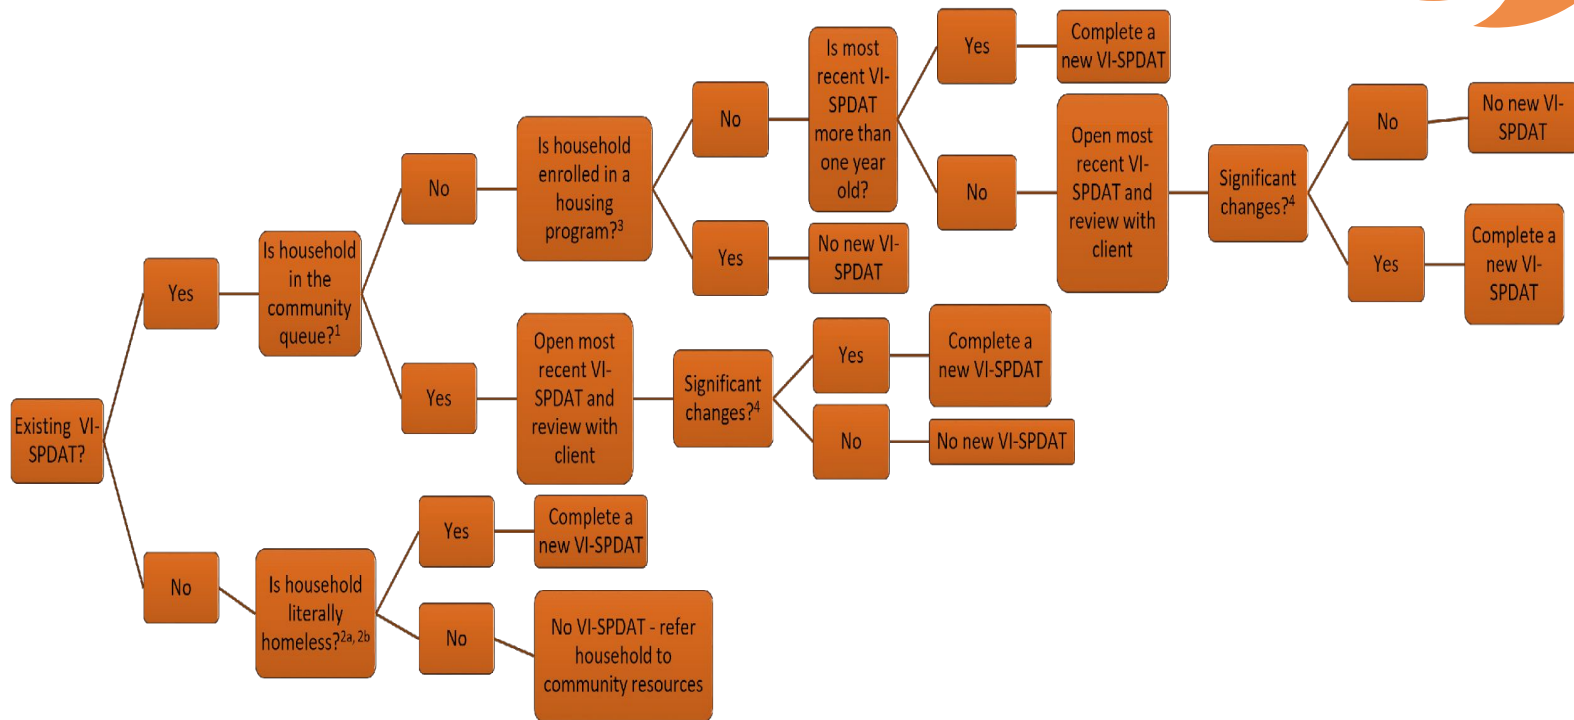 Existing VI-
SPDAT?
Yes
Is household
in the
community
queue?1
No
Is household
enrolled in a
housing
program?3
No
Is most
recent VI-
SPDAT
more than
one year
old?
Yes
Complete a
new VI-SPDAT
No
Open most
recent VI-
SPDAT and
review with
client
Significant
changes?4
No
No new VI-
SPDAT
Yes
Complete a
new VI-
SPDAT
Yes
No new VI-
SPDAT
Yes
Open most
recent VI-
SPDAT and
review with
client
Significant
changes?4
Yes
Complete a
new VI-SPDAT
No
No new VI-SPDAT
No
Is household
literally
homeless?2a, 2b
Yes
Complete a
new VI-SPDAT
No
No VI-SPDAT - refer
household to
community resources